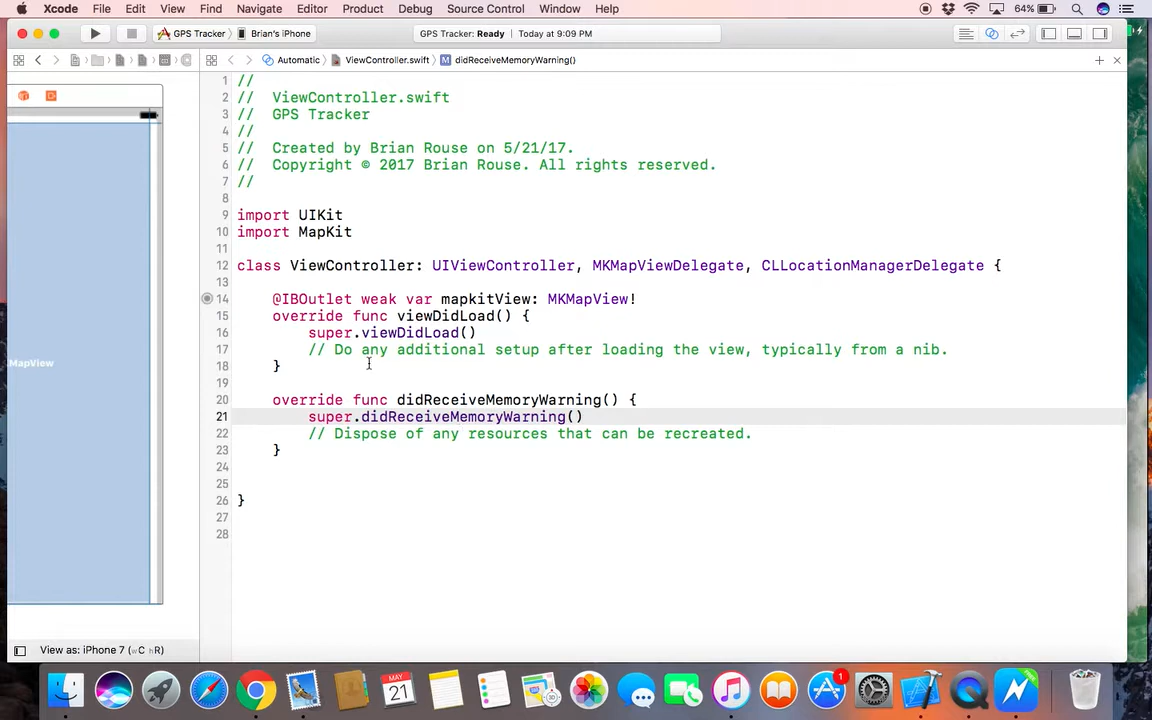 Xcode File Edit View Find Navigate Editor Product Debug Source Control Window Help 64%
GPS Tracker Brian's iPhone GPS Tracker: Ready Today at 9:09 PM
Automatic ViewController.swift M didReceiveMemoryWarning()
1 //
2 // ViewController.swift
3 // GPS Tracker
4 //
5 // Created by Brian Rouse on 5/21/17.
6 // Copyright © 2017 Brian Rouse. All rights reserved.
7 //
8
9 import UIKit
10 import MapKit
11
12 class ViewController: UIViewController, MKMapViewDelegate, CLLocationManagerDelegate {
13
14 @IBOutlet weak var mapkitView: MKMapView!
15 override func viewDidLoad() {
16 super.viewDidLoad()
17 // Do any additional setup after loading the view, typically from a nib.
18 }
19
20 override func didReceiveMemoryWarning() {
21 super.didReceiveMemoryWarning()
22 // Dispose of any resources that can be recreated.
23 }
24
25
26 }
27
28
MapView
View as: iPhone 7 (wC hR)
MAY
21
1